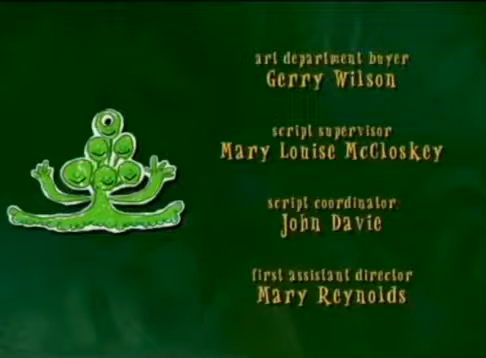 art department buyer
Gerry Wilson
script supervisor
Mary Louise McCloskey
script coordinator
John Davie
first assistant director
Mary Reynolds